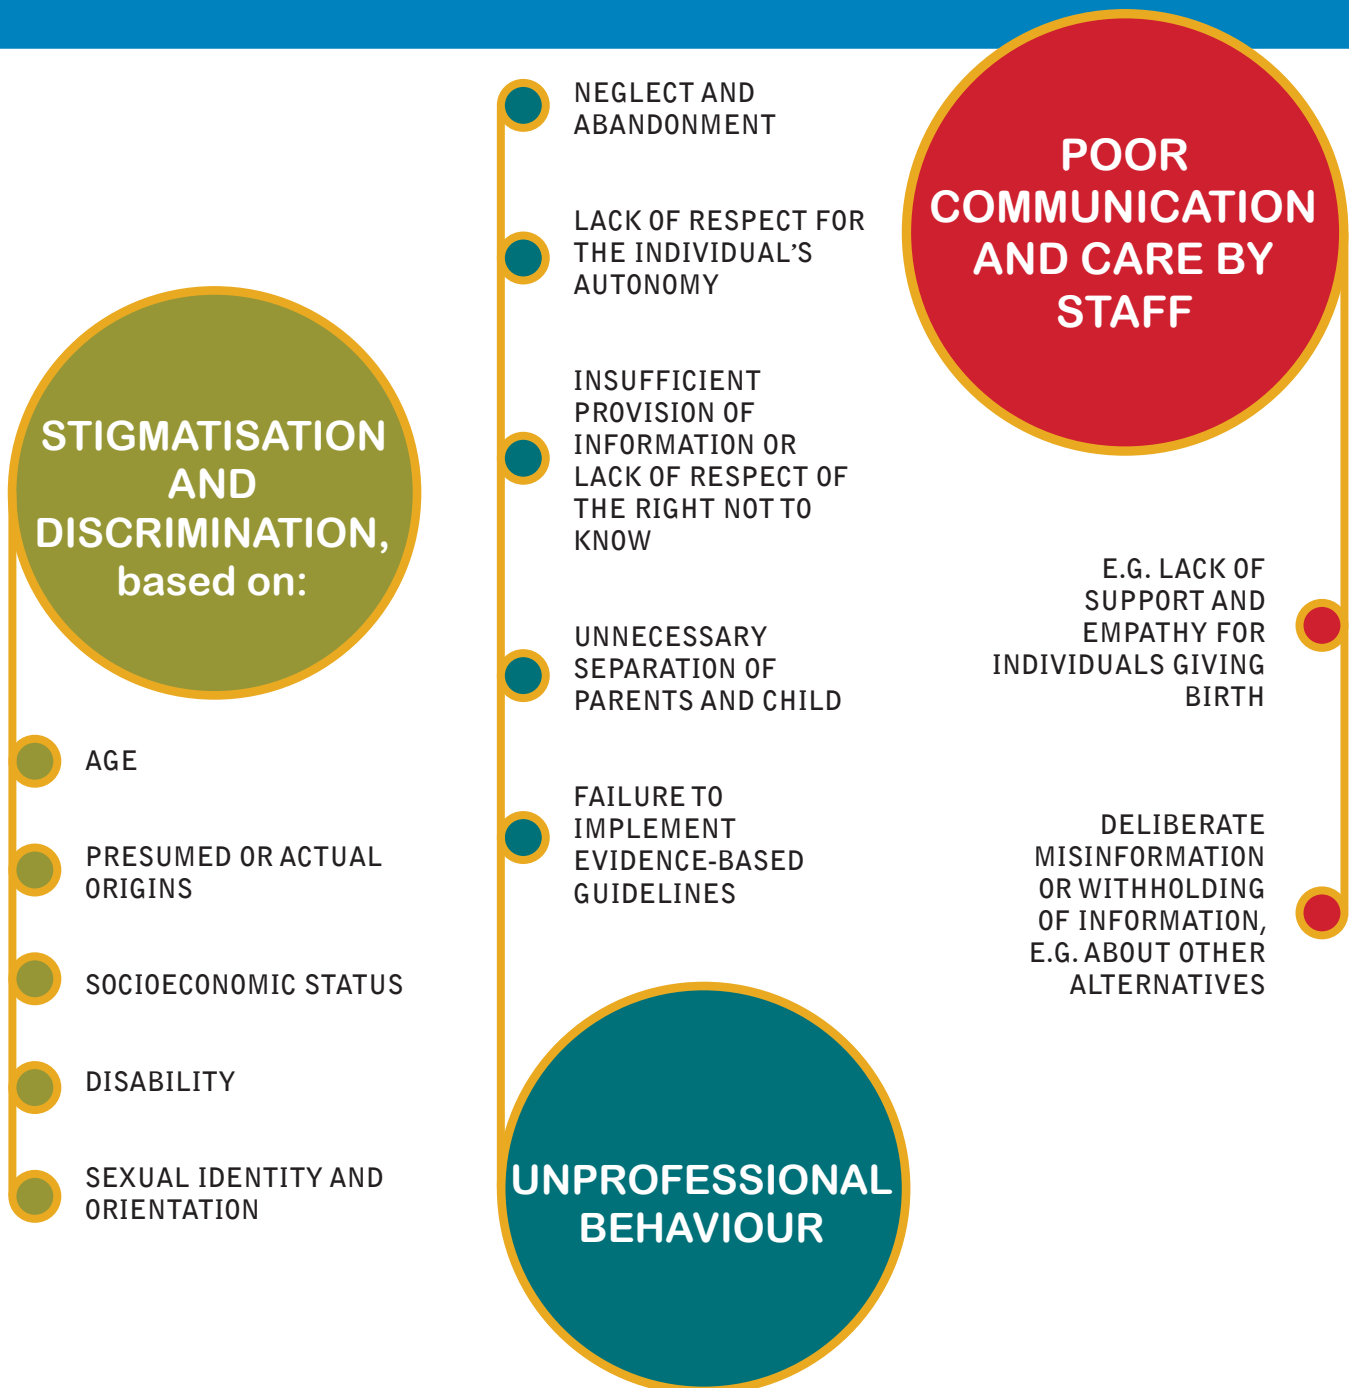 STIGMATISATION
AND
DISCRIMINATION,
based on:
AGE
PRESUMED OR ACTUAL
ORIGINS
SOCIOECONOMIC STATUS
DISABILITY
SEXUAL IDENTITY AND
ORIENTATION
NEGLECT AND
ABANDONMENT
LACK OF RESPECT FOR
THE INDIVIDUAL'S
AUTONOMY
INSUFFICIENT
PROVISION OF
INFORMATION OR
LACK OF RESPECT OF
THE RIGHT NOT TO
KNOW
UNNECESSARY
SEPARATION OF
PARENTS AND CHILD
FAILURE TO
IMPLEMENT
EVIDENCE-BASED
GUIDELINES
UNPROFESSIONAL
BEHAVIOUR
POOR
COMMUNICATION
AND CARE BY
STAFF
E.G. LACK OF
SUPPORT AND
EMPATHY FOR
INDIVIDUALS GIVING
BIRTH
DELIBERATE
MISINFORMATION
OR WITHHOLDING
OF INFORMATION,
E.G. ABOUT OTHER
ALTERNATIVES